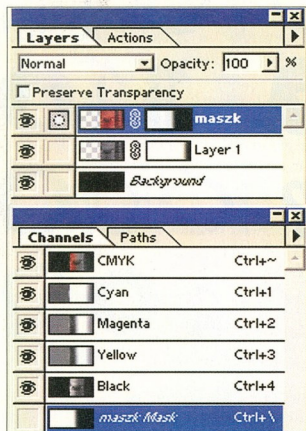 Layers Actions
Normal Opacity: 100 %
Preserve Transparency
maszk
Layer 1
Background
Channels Paths
CMYK Ctrl+~
Cyan Ctrl+1
Magenta Ctrl+2
Yellow Ctrl+3
Black Ctrl+4
maszk Mask Ctrl+\